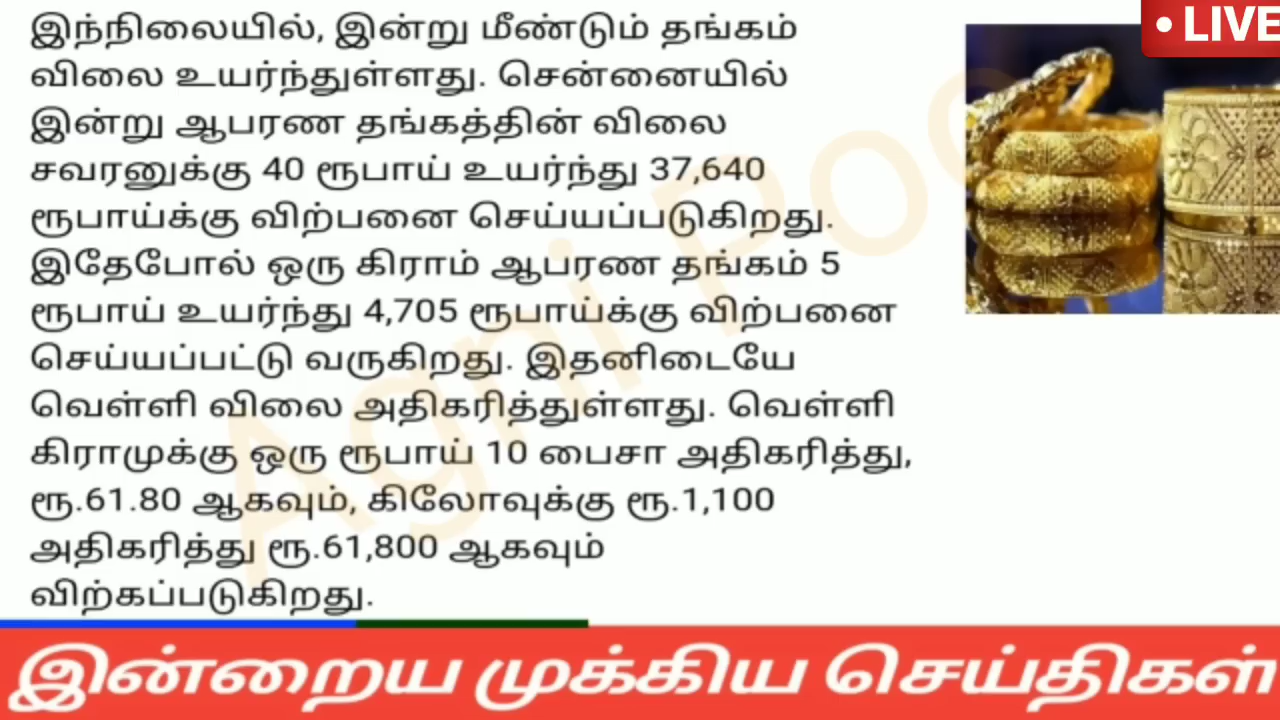 இந்நிலையில், இன்று மீண்டும் தங்கம்
விலை உயர்ந்துள்ளது. சென்னையில்
இன்று ஆபரண தங்கத்தின் விலை
சவரனுக்கு 40 ரூபாய் உயர்ந்து 37,640
ரூபாய்க்கு விற்பனை செய்யப்படுகிறது.
இதேபோல் ஒரு கிராம் ஆபரண தங்கம் 5
ரூபாய் உயர்ந்து 4,705 ரூபாய்க்கு விற்பனை
செய்யப்பட்டு வருகிறது. இதனிடையே
வெள்ளி விலை அதிகரித்துள்ளது. வெள்ளி
கிராமுக்கு ஒரு ரூபாய் 10 பைசா அதிகரித்து,
ரூ.61.80 ஆகவும், கிலோவுக்கு ரூ.1,100
அதிகரித்து ரூ.61,800 ஆகவும்
விற்கப்படுகிறது.
• LIVE
Agni
இன்றைய முக்கிய செய்திகள்